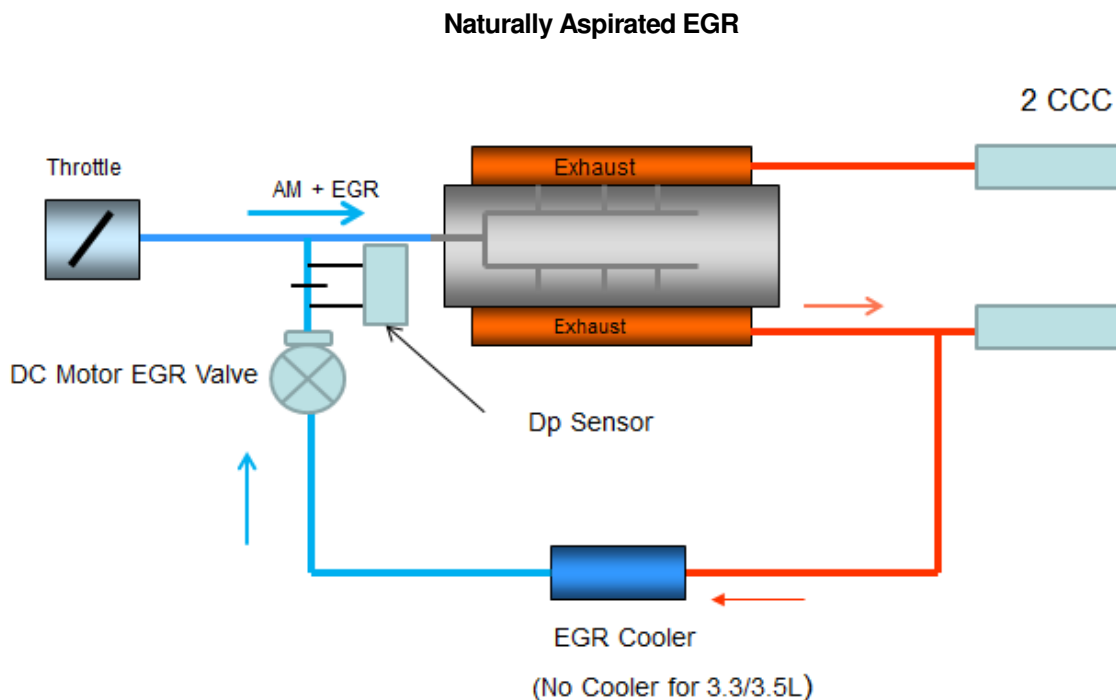 Naturally Aspirated EGR
2 CCC
Throttle
AM + EGR
Exhaust
Exhaust
DC Motor EGR Valve
Dp Sensor
EGR Cooler
(No Cooler for 3.3/3.5L)